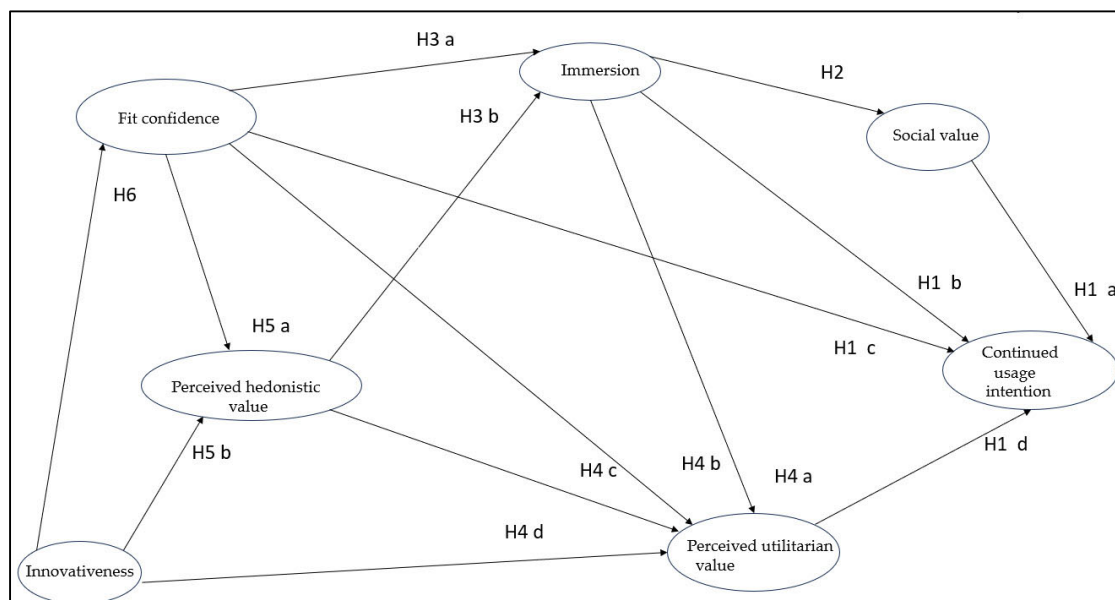 H3 a
Immersion
H2
Fit confidence
H3 b
Social value
H6
H1 b
H1 a
H5 a
H1 c
Continued
usage
intention
Perceived hedonistic
value
H5 b
H4 c
H4 b
H4 a
H1 d
H4 d
Perceived utilitarian
value
Innovativeness